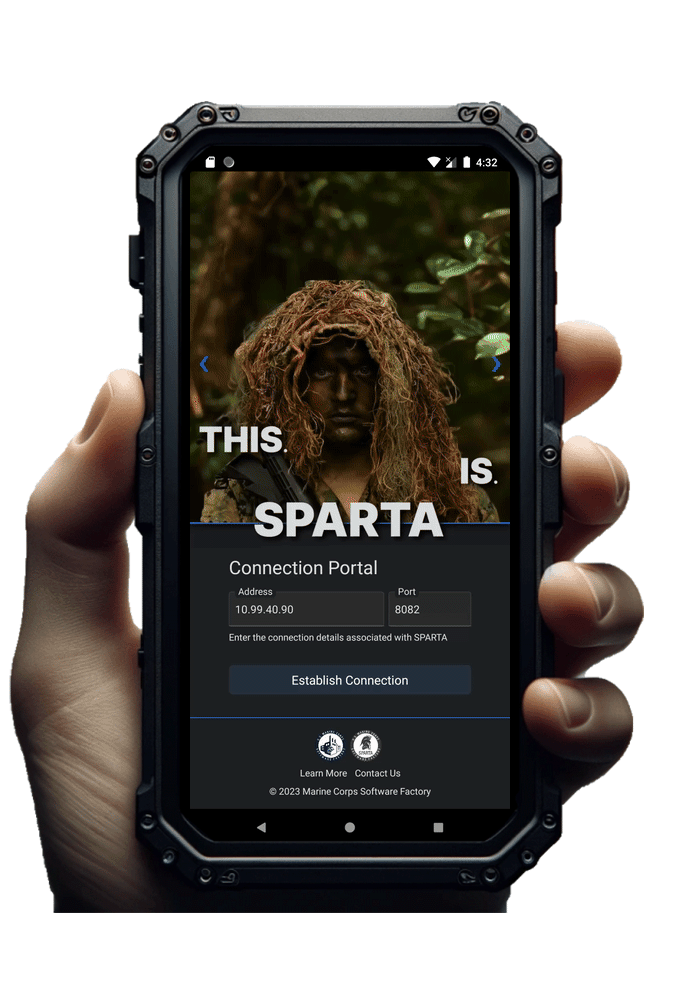 4:32
THIS.
IS.
SPARTA
Connection Portal
Address Port
10.99.40.90 8082
Enter the connection details associated with SPARTA
Establish Connection
SPARTA
Learn More Contact Us
© 2023 Marine Corps Software Factory